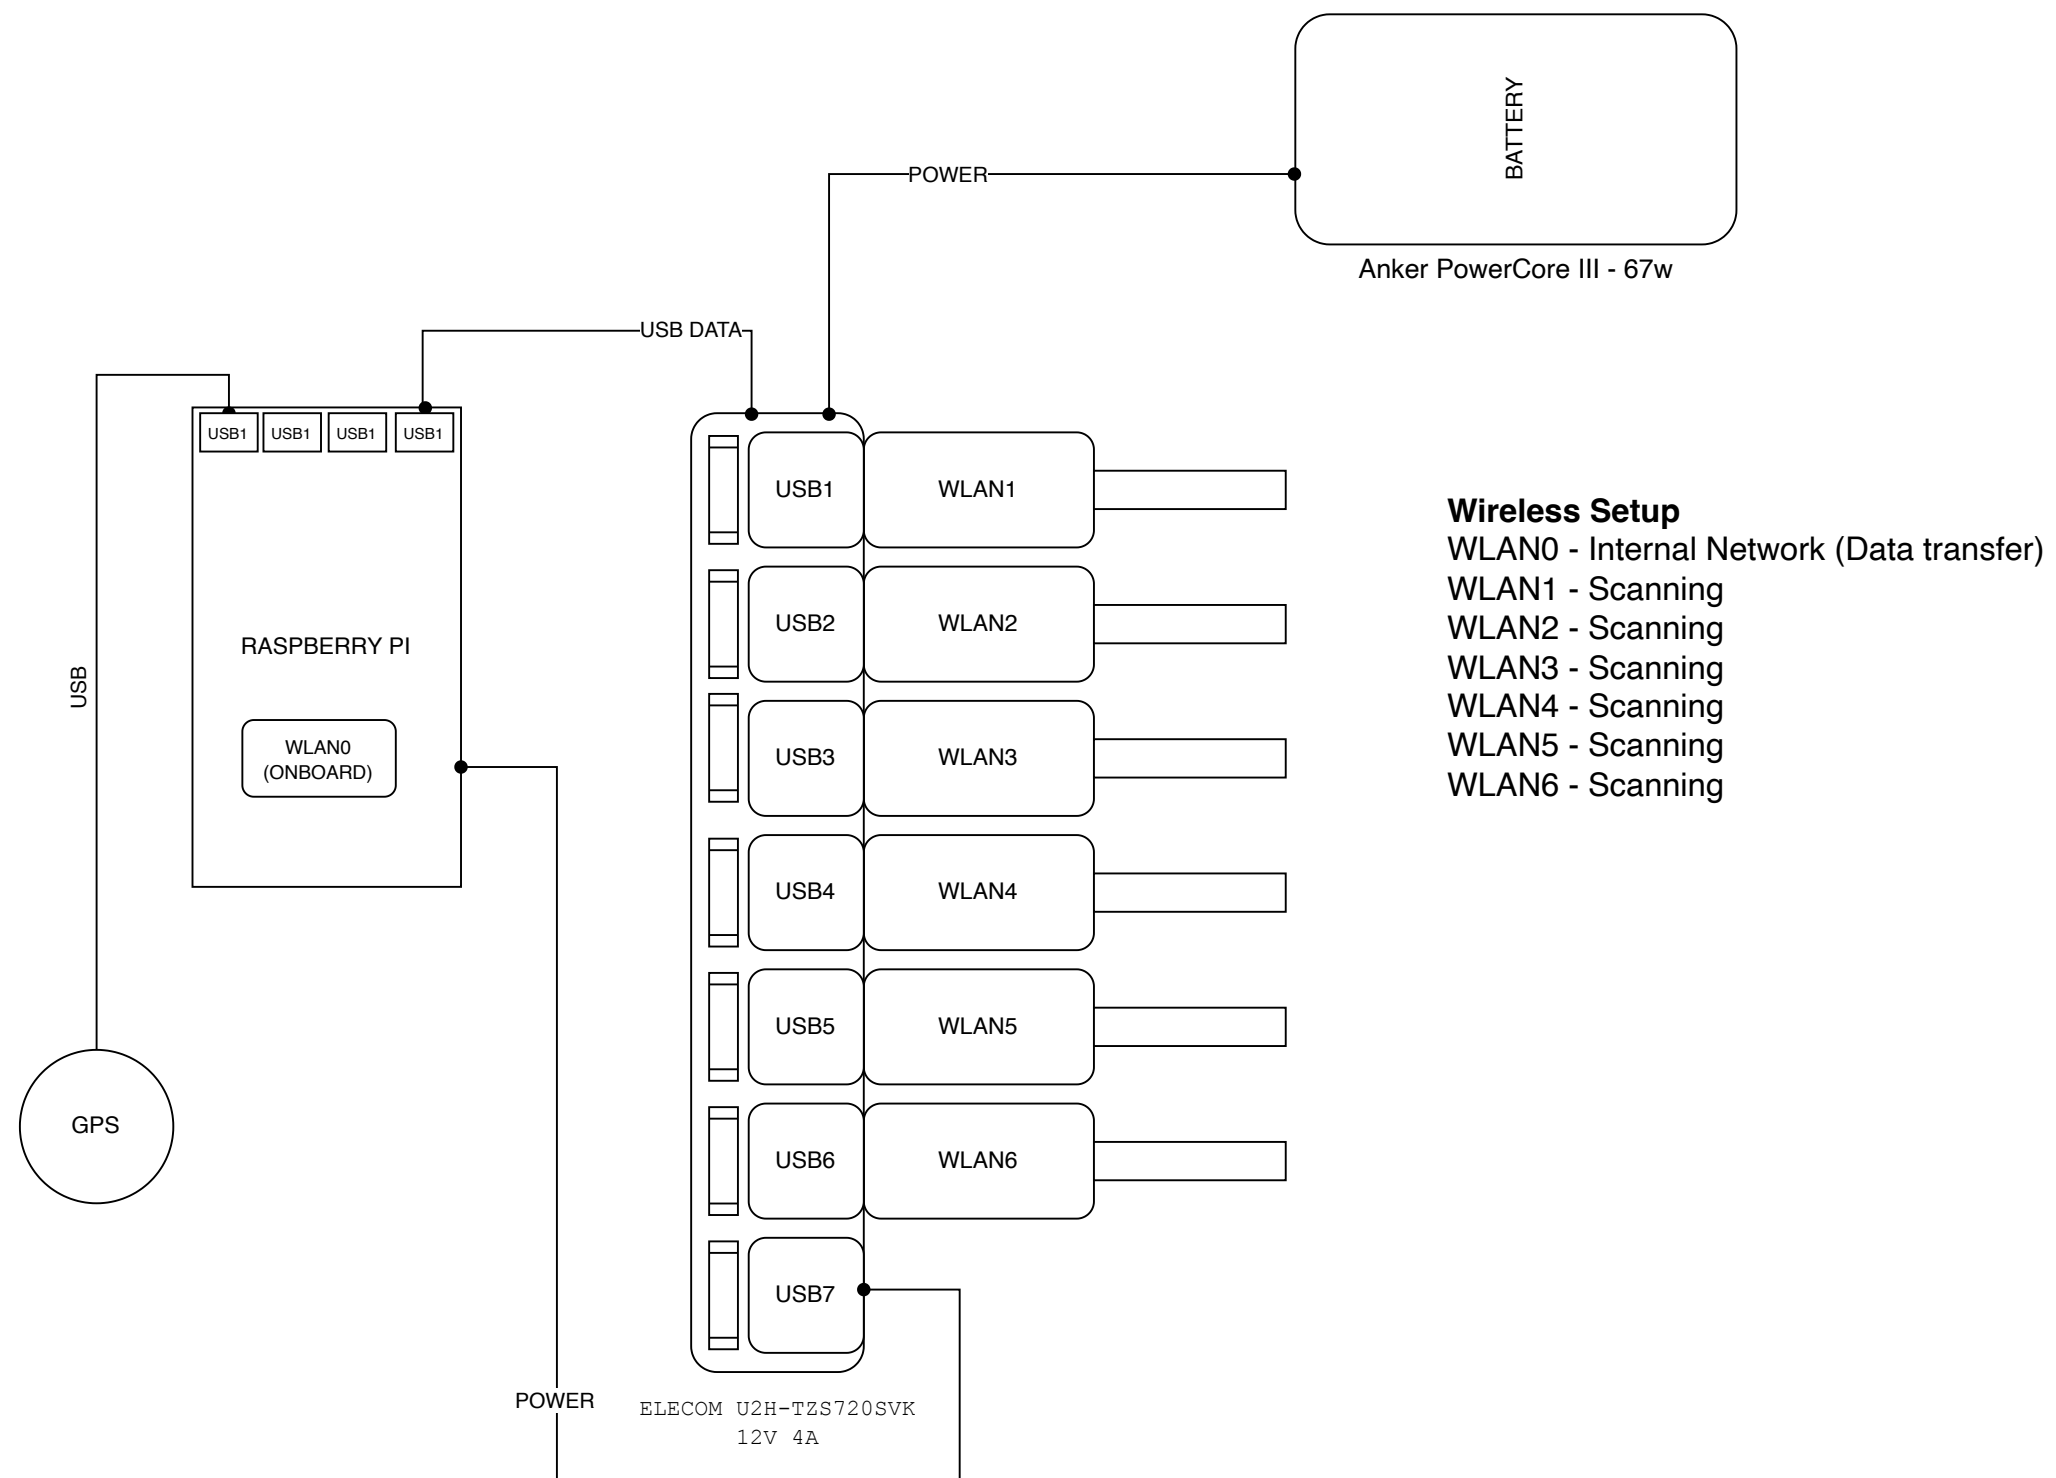 BATTERY
POWER
Anker PowerCore III - 67w
USB DATA
USB1
USB1
USB1
USB1
RASPBERRY PI
WLAN0
(ONBOARD)
USB
GPS
USB1
WLAN1
USB2
WLAN2
USB3
WLAN3
USB4
WLAN4
USB5
WLAN5
USB6
WLAN6
USB7
POWER
ELECOM U2H-TZS720SVK
12V 4A
Wireless Setup
WLAN0 - Internal Network (Data transfer)
WLAN1 - Scanning
WLAN2 - Scanning
WLAN3 - Scanning
WLAN4 - Scanning
WLAN5 - Scanning
WLAN6 - Scanning